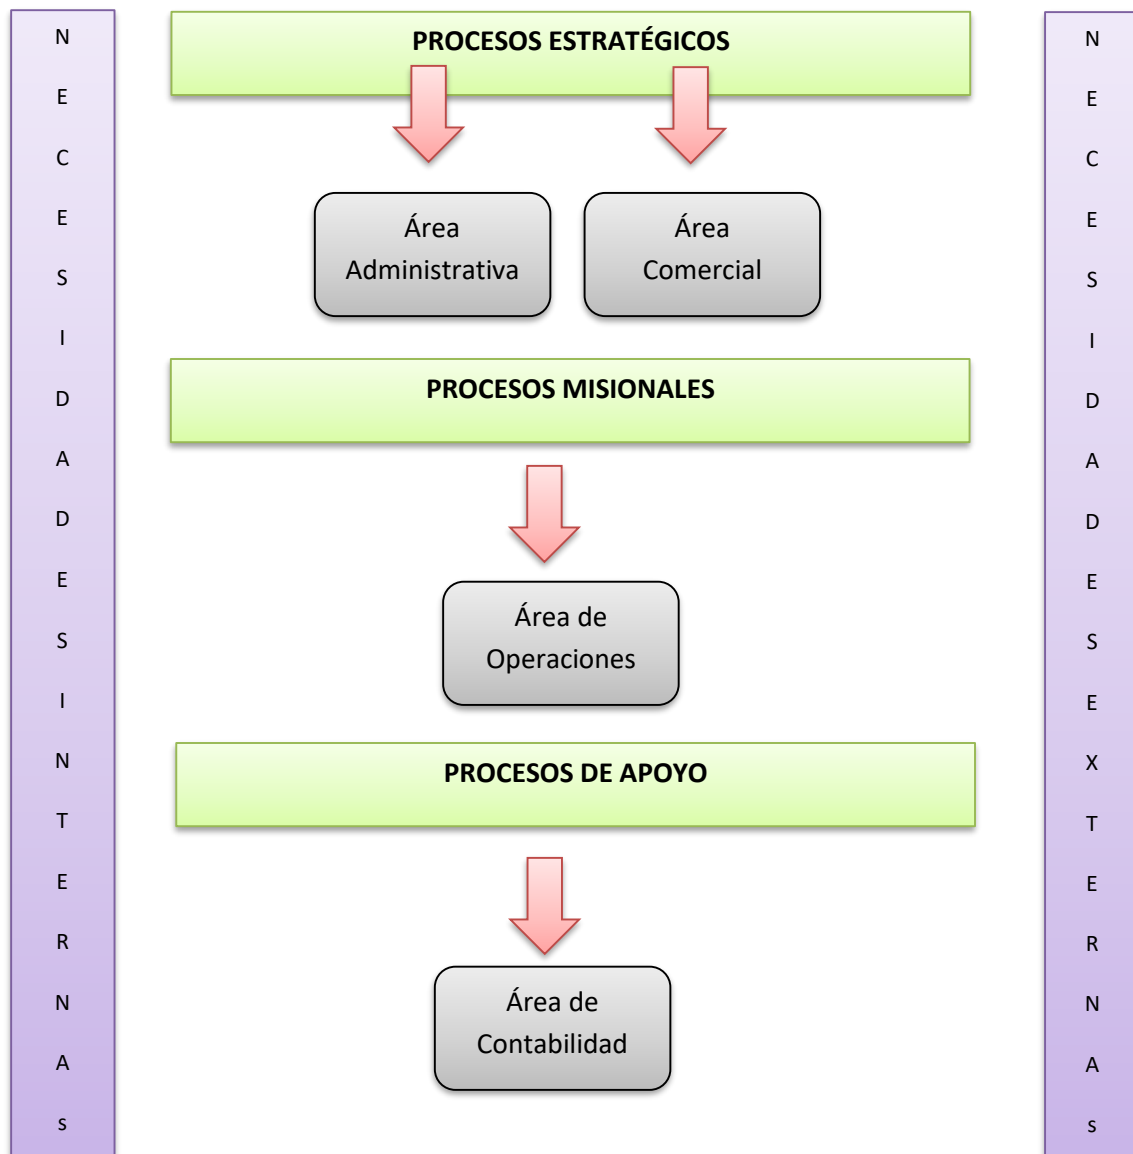 N E C E S I D A D E S I N T E R N A s
PROCESOS ESTRATÉGICOS
Área
Administrativa
Área
Comercial
PROCESOS MISIONALES
Área de
Operaciones
PROCESOS DE APOYO
Área de
Contabilidad
N E C E S I D A D E S E X T E R N A s